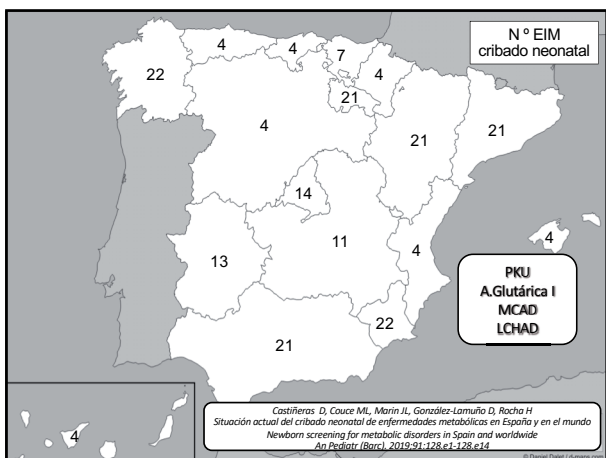 N º EIM
cribado neonatal
4
4
7
4
22
21
4
21
21
14
4
11
4
13
PKU
A.Glutárica I
MCAD
LCHAD
22
21
4
Castiñeras D, Couce ML, Marin JL, González-Lamuño D, Rocha H
Situación actual del cribado neonatal de enfermedades metabólicas en España y en el mundo
Newborn screening for metabolic disorders in Spain and worldwide
An Pediatr (Barc). 2019;91:128.e1-128.e14
© Daniel Dalet / d-maps.com